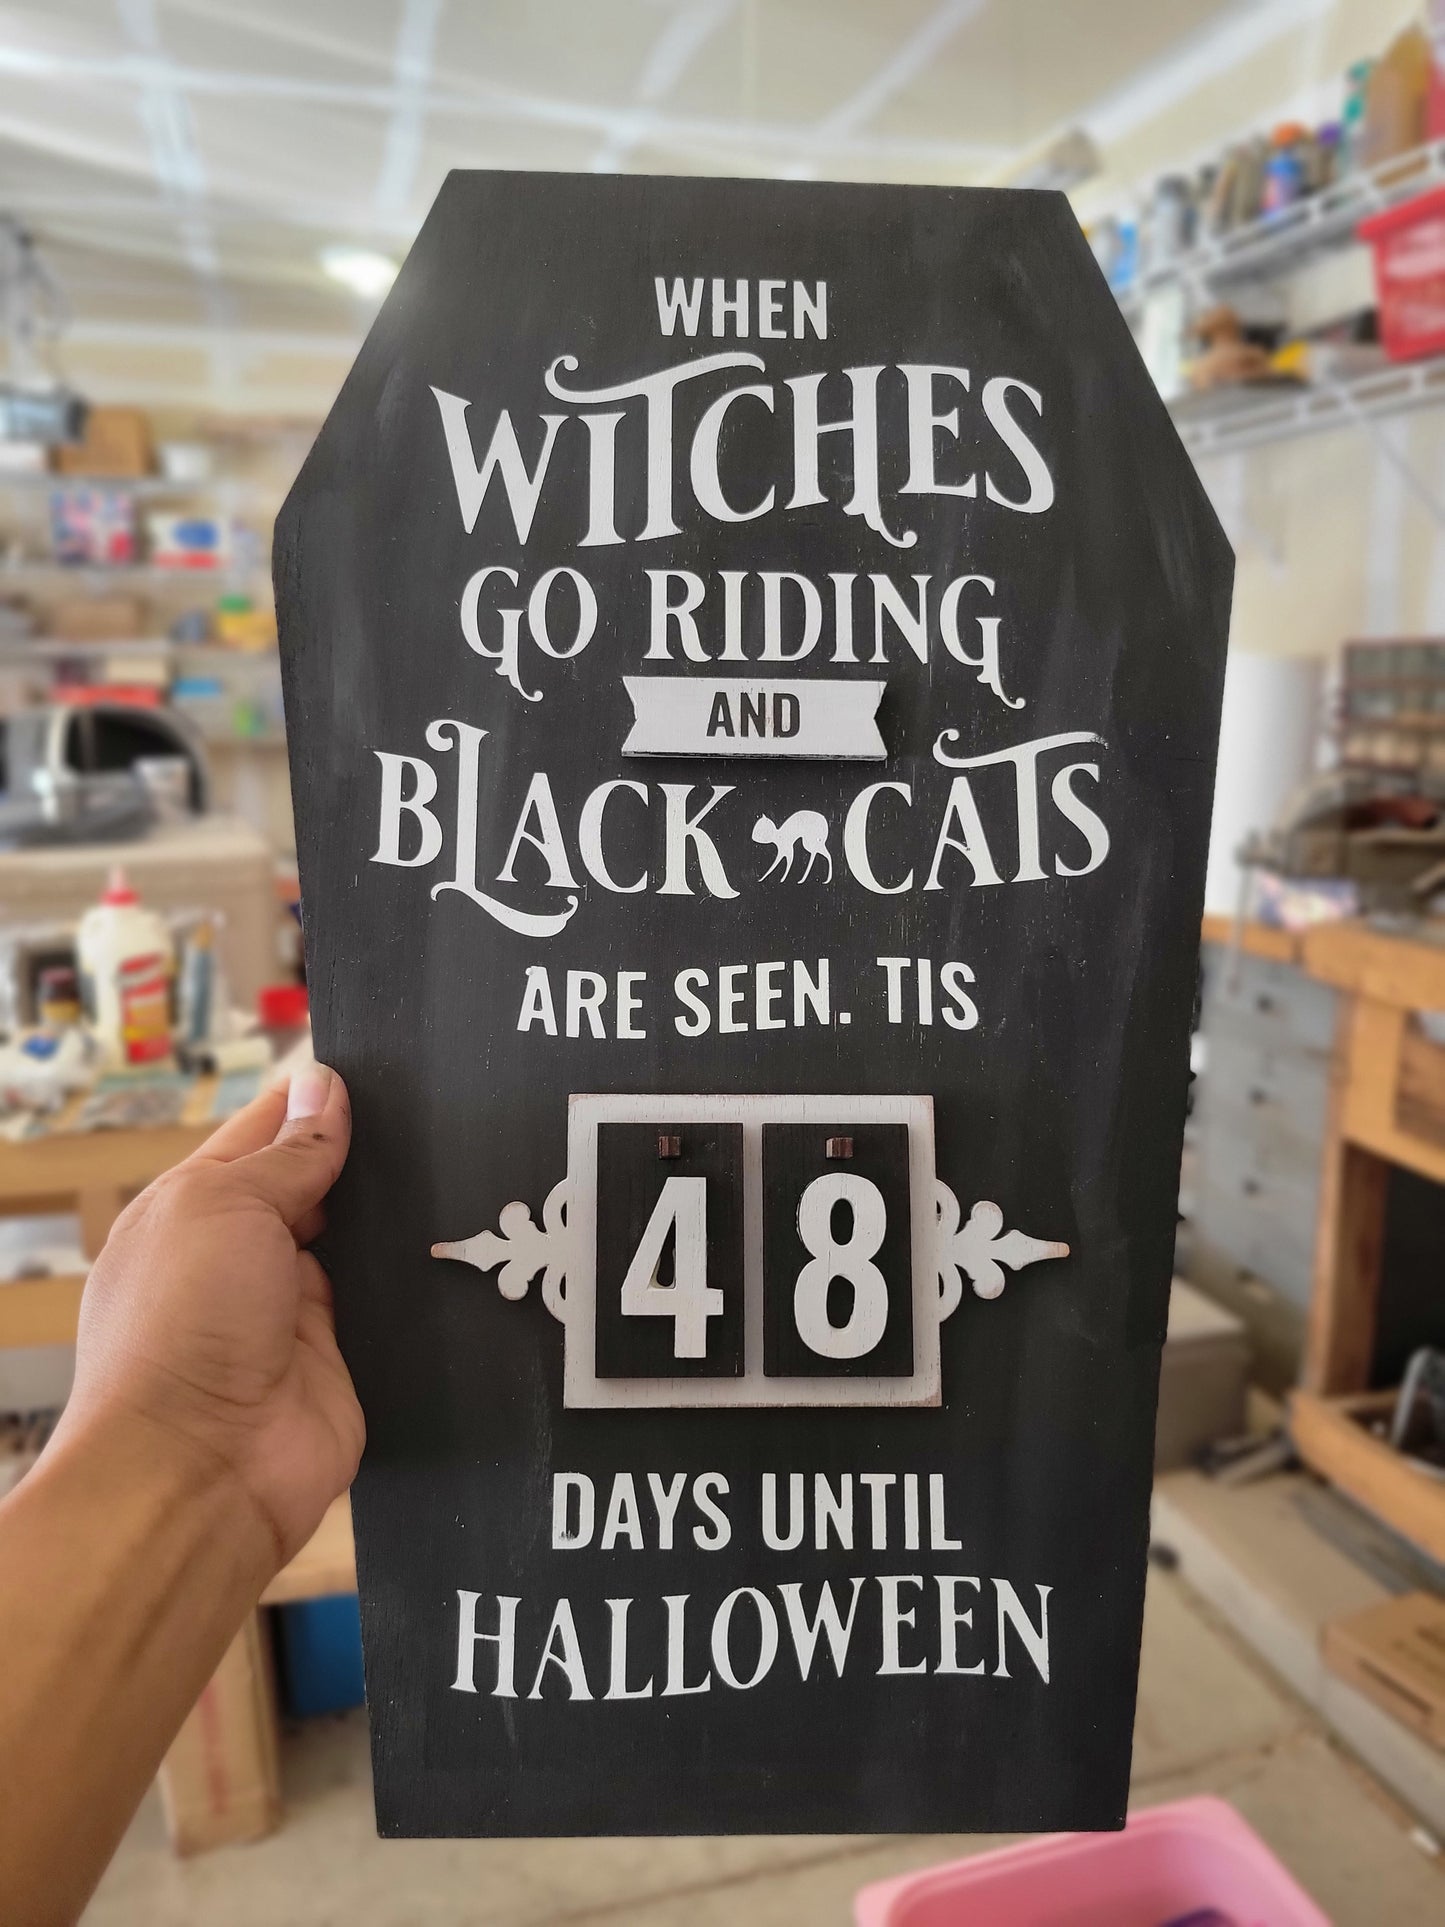 WHEN
WITCHES
GO RIDING
AND
BLACK CATS
ARE SEEN. TIS
48
DAYS UNTIL
HALLOWEEN